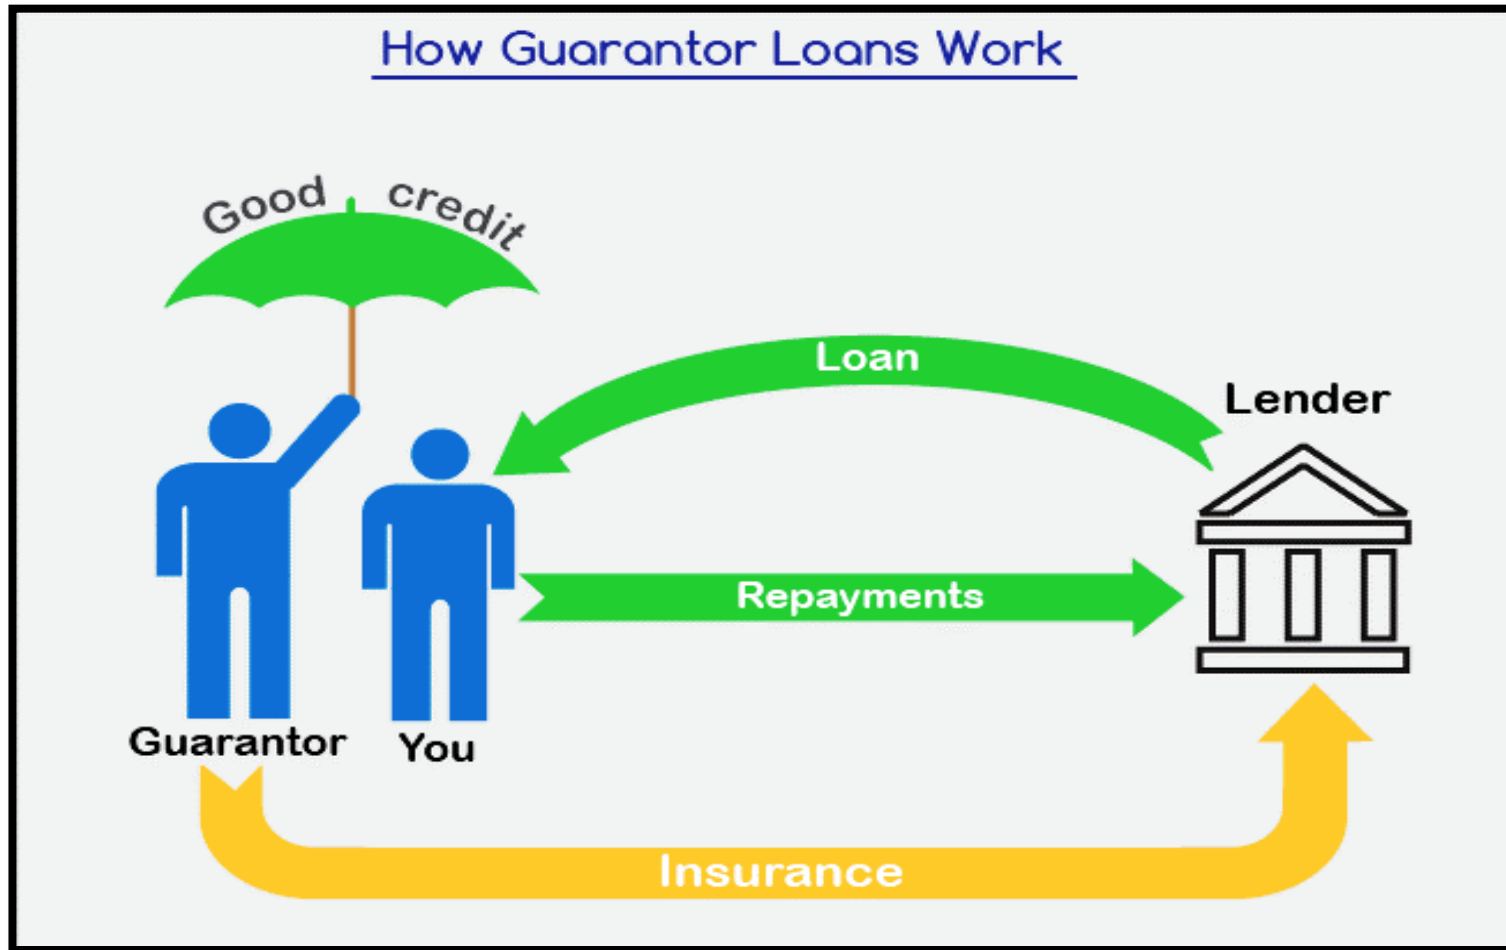 How Guarantor Loans Work
Good credit
Loan
Lender
Repayments
Guarantor
You
Insurance